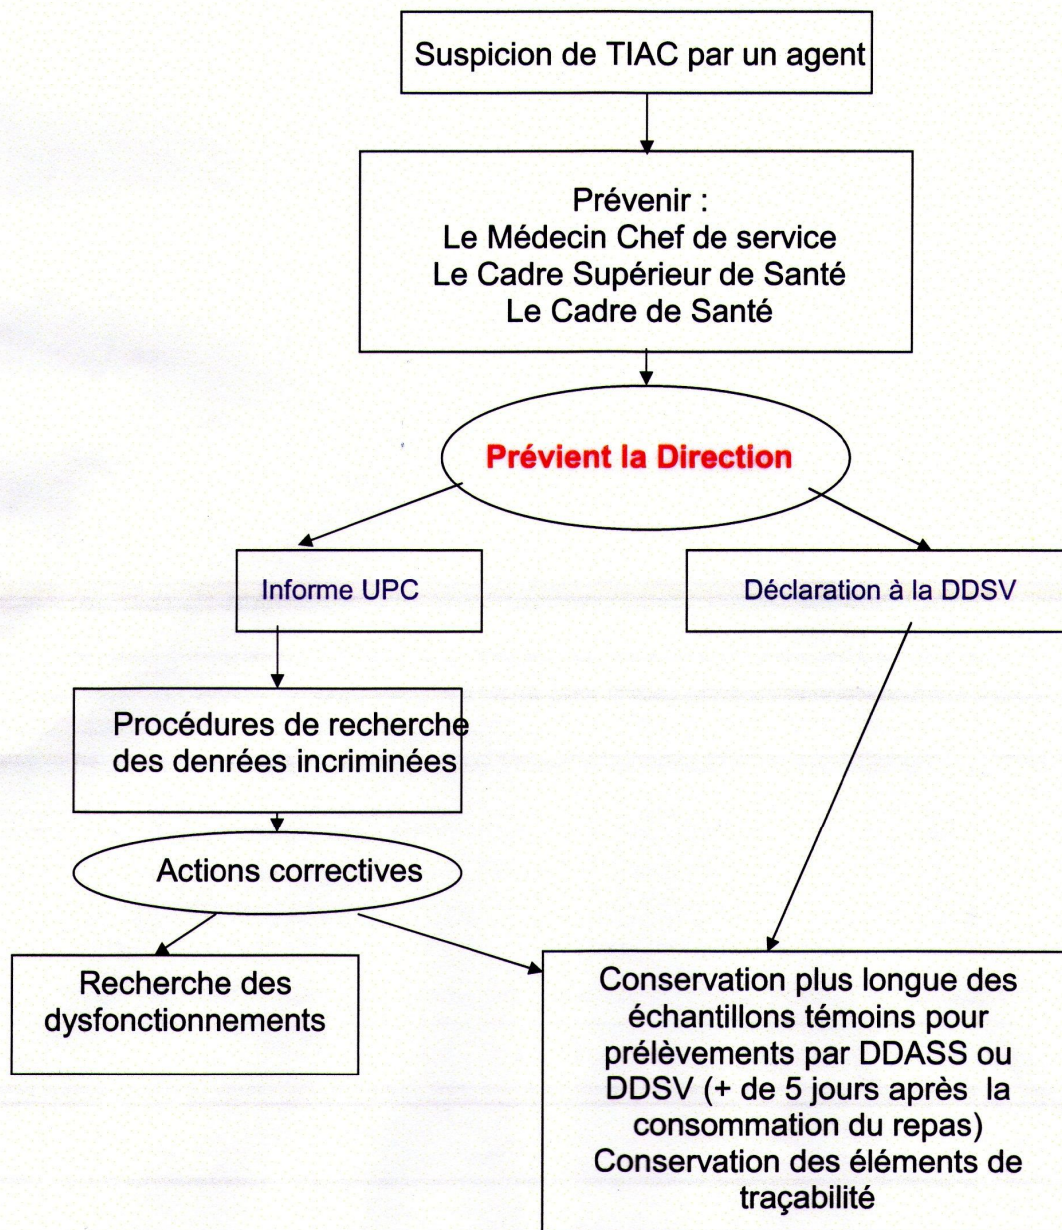 Suspicion de TIAC par un agent
Prévenir :
Le Médecin Chef de service
Le Cadre Supérieur de Santé
Le Cadre de Santé
Prévient la Direction
Informe UPC
Déclaration à la DDSV
Procédures de recherche
des denrées incriminées
Actions correctives
Recherche des
dysfonctionnements
Conservation plus longue des
échantillons témoins pour
prélèvements par DDASS ou
DDSV (+ de 5 jours après la
consommation du repas)
Conservation des éléments de
traçabilité